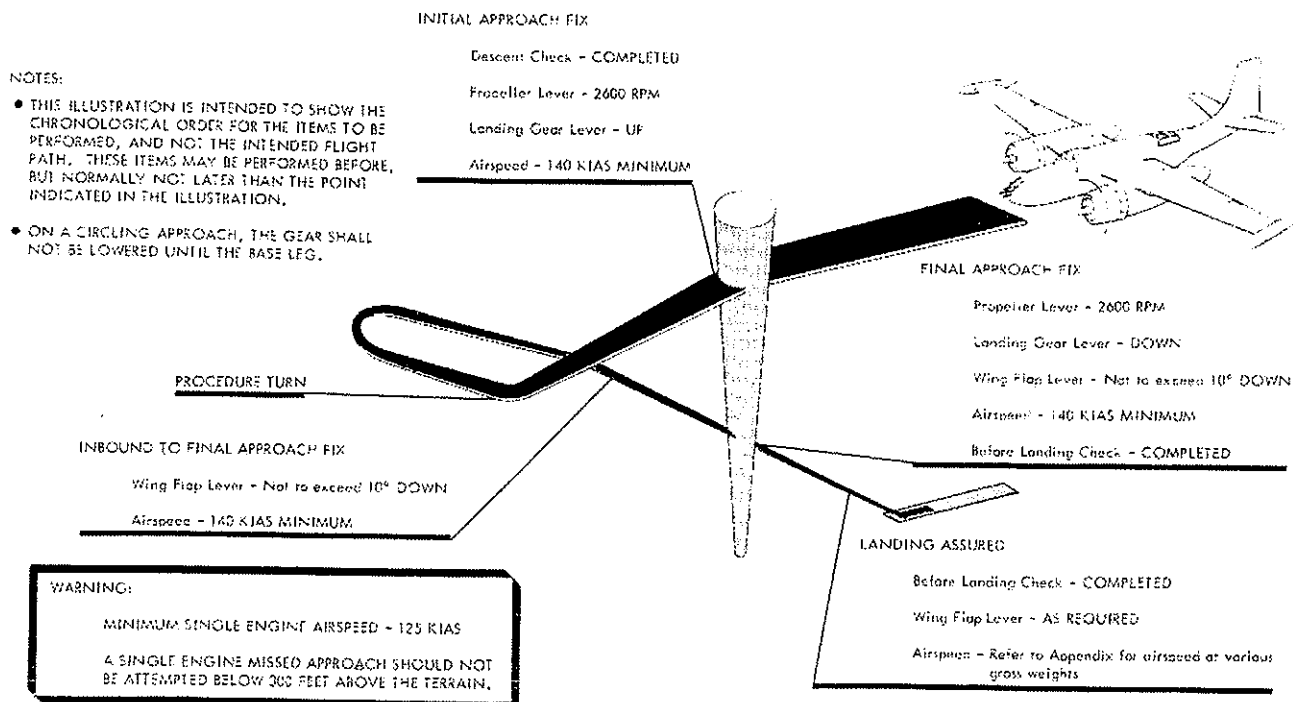 INITIAL APPROACH FIX
Descent Check - COMPLETED
Propeller Lever - 2600 RPM
Landing Gear Lever - UP
Airspeed - 140 KIAS MINIMUM
NOTES:
• THIS ILLUSTRATION IS INTENDED TO SHOW THE
CHRONOLOGICAL ORDER FOR THE ITEMS TO BE
PERFORMED, AND NOT THE INTENDED FLIGHT
PATH. THESE ITEMS MAY BE PERFORMED BEFORE,
BUT NORMALLY NOT LATER THAN THE POINT
INDICATED IN THE ILLUSTRATION.
• ON A CIRCLING APPROACH, THE GEAR SHALL
NOT BE LOWERED UNTIL THE BASE LEG.
FINAL APPROACH FIX
Propeller Lever - 2600 RPM
Landing Gear Lever - DOWN
Wing Flap Lever - Not to exceed 10° DOWN
Airspeed - 140 KIAS MINIMUM
Before Landing Check - COMPLETED
PROCEDURE TURN
INBOUND TO FINAL APPROACH FIX
Wing Flap Lever - Not to exceed 10° DOWN
Airspeed - 140 KIAS MINIMUM
LANDING ASSURED
Before Landing Check - COMPLETED
Wing Flap Lever - AS REQUIRED
Airspeed - Refer to Appendix for airspeed at various
gross weights
WARNING:
MINIMUM SINGLE ENGINE AIRSPEED - 125 KIAS
A SINGLE ENGINE MISSED APPROACH SHOULD NOT
BE ATTEMPTED BELOW FEET ABOVE THE TERRAIN.